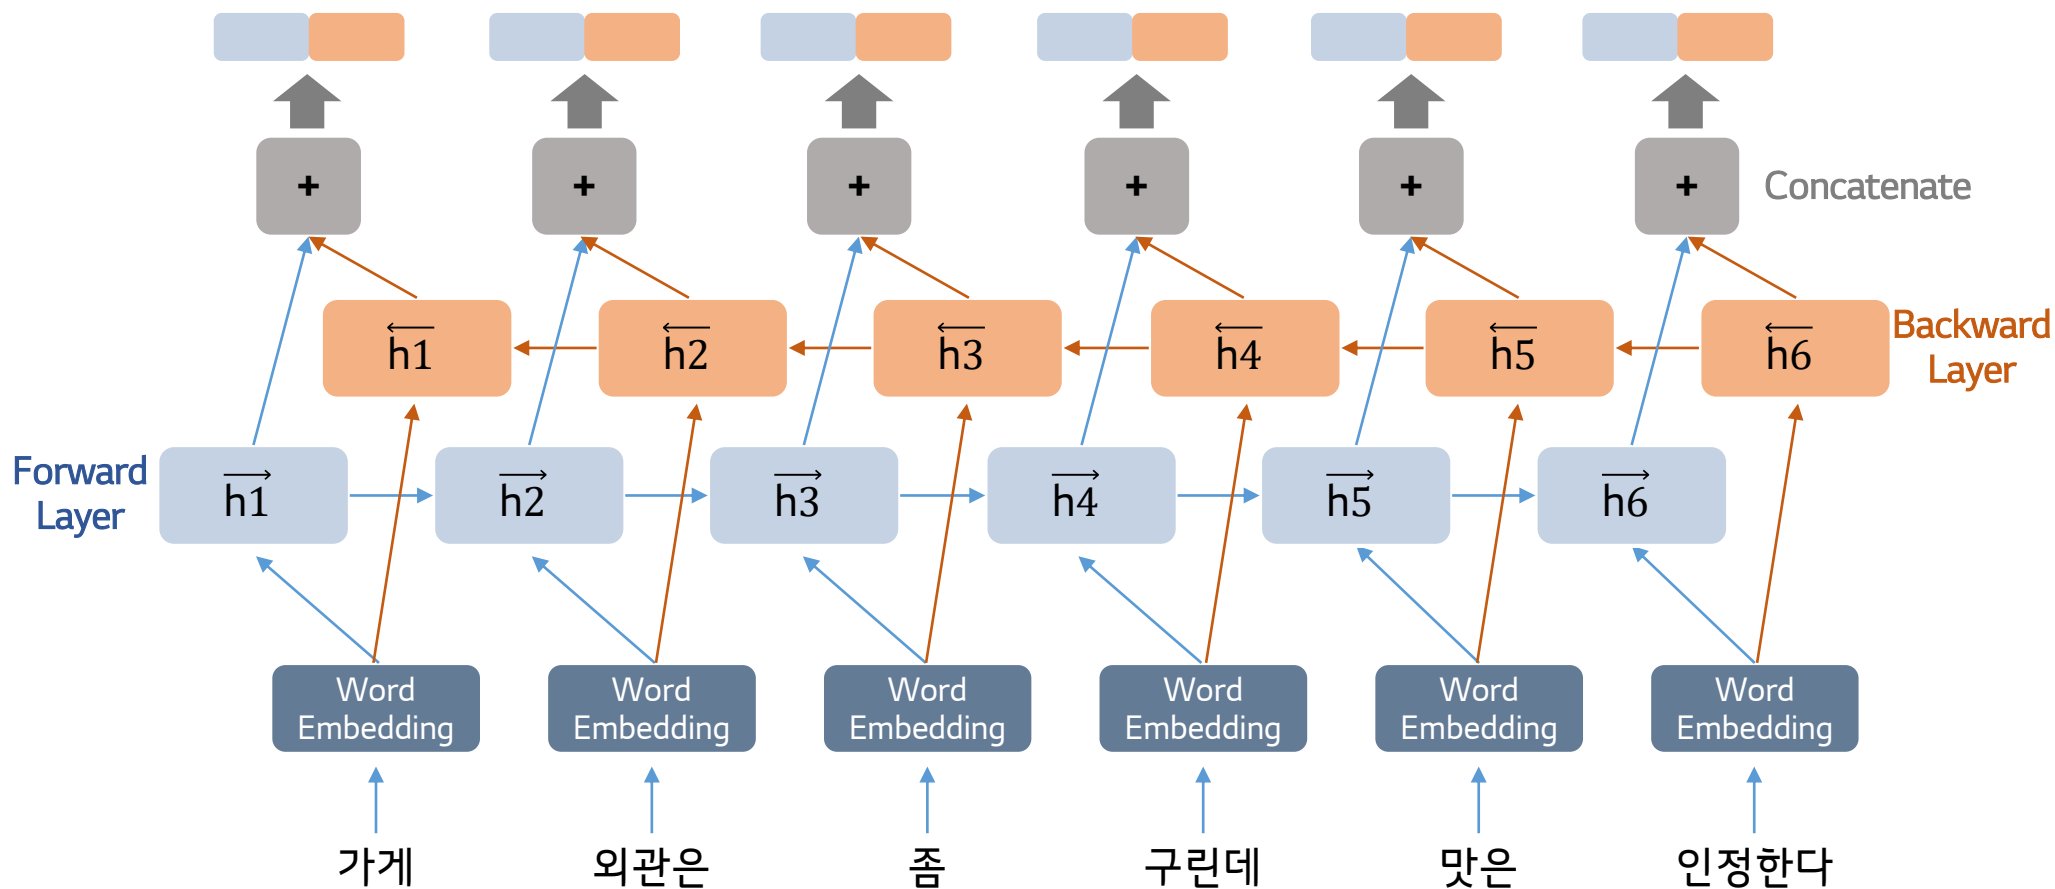 + + + + + +
Concatenate
h1 h2 h3 h4 h5 h6
Backward
Layer
Forward
Layer
h1 h2 h3 h4 h5 h6
Word Embedding
Word Embedding
Word Embedding
Word Embedding
Word Embedding
Word Embedding
가게 외관은 좀 구린데 맛은 인정한다